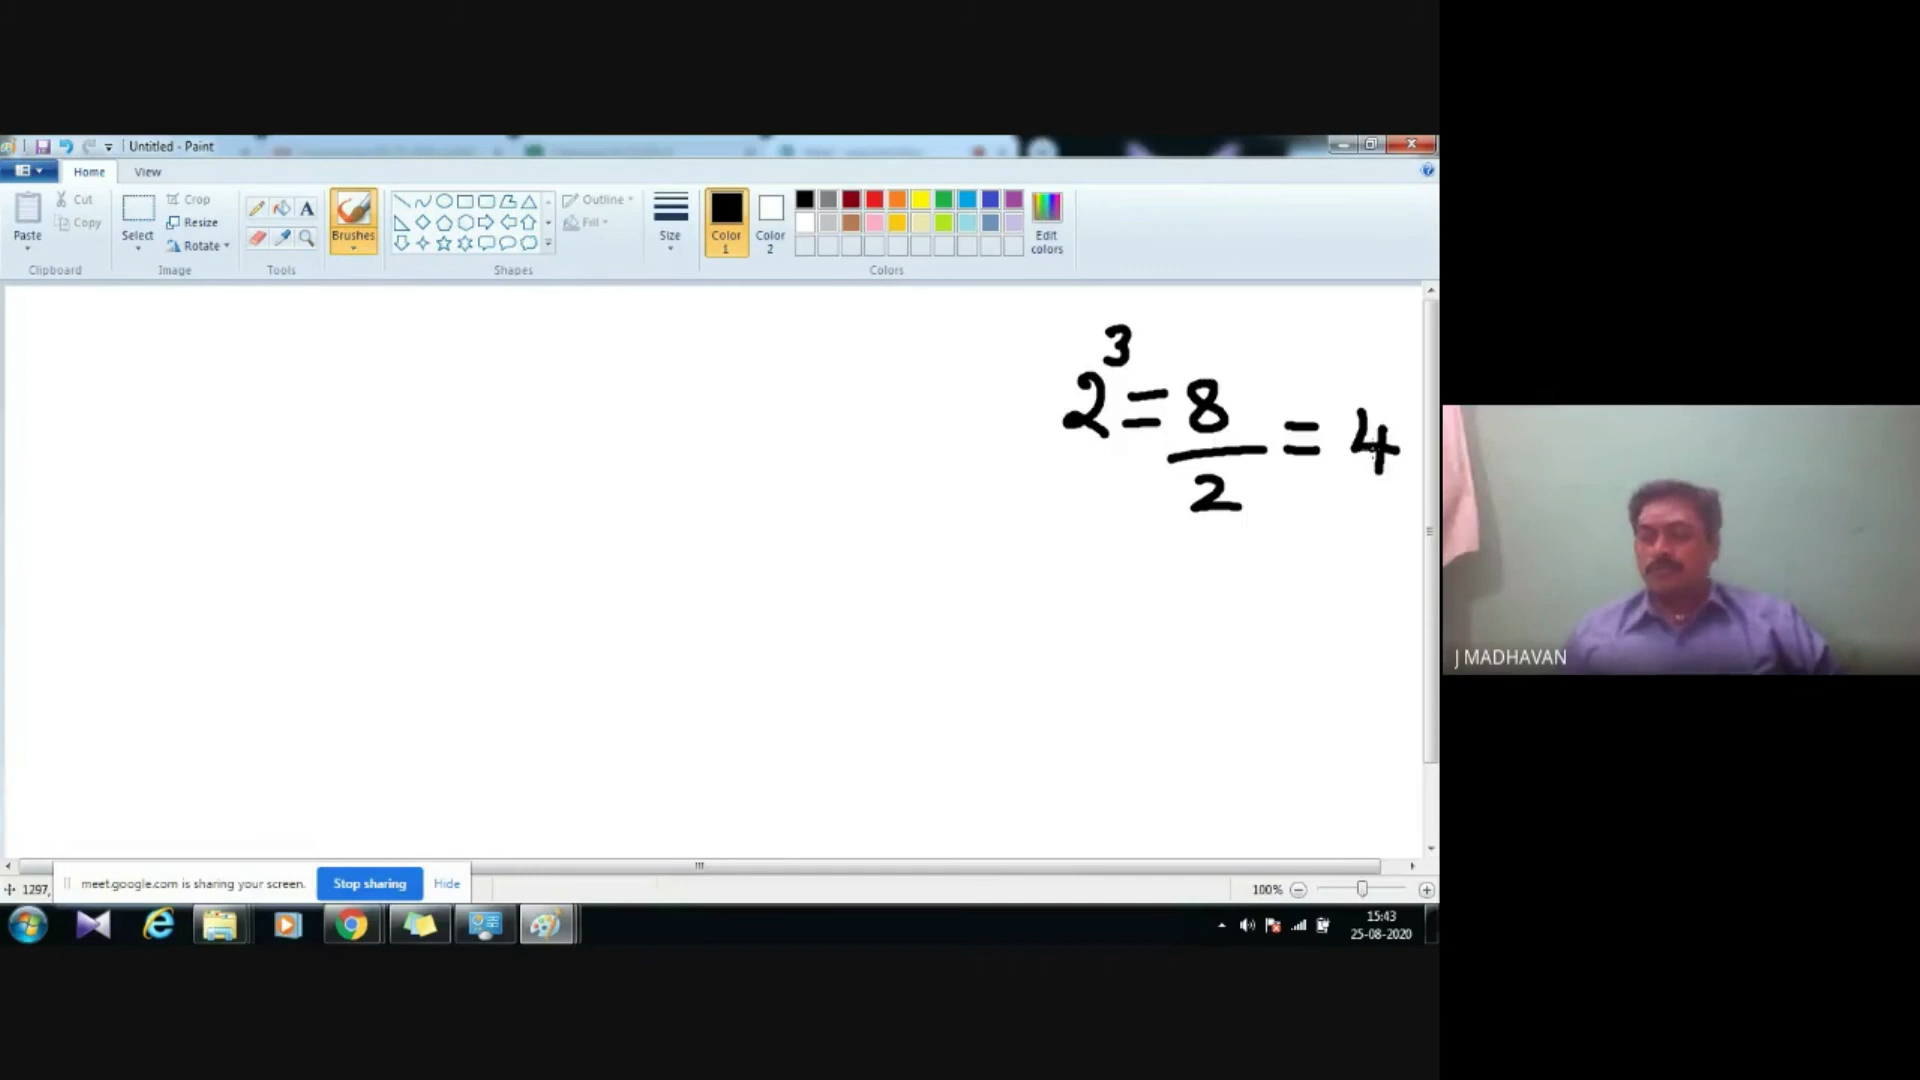 Untitled - Paint
Home View
Paste
Cut
Copy
Clipboard
Select
Crop
Resize
Rotate
Image
A
Tools
Brushes
Shapes
Outline
Fill
Size
Color 1
Color 2
Edit colors
Colors
2³ = 8/2 = 4
J MADHAVAN
1297,
meet.google.com is sharing your screen. Stop sharing Hide
100%
15:43
25-08-2020